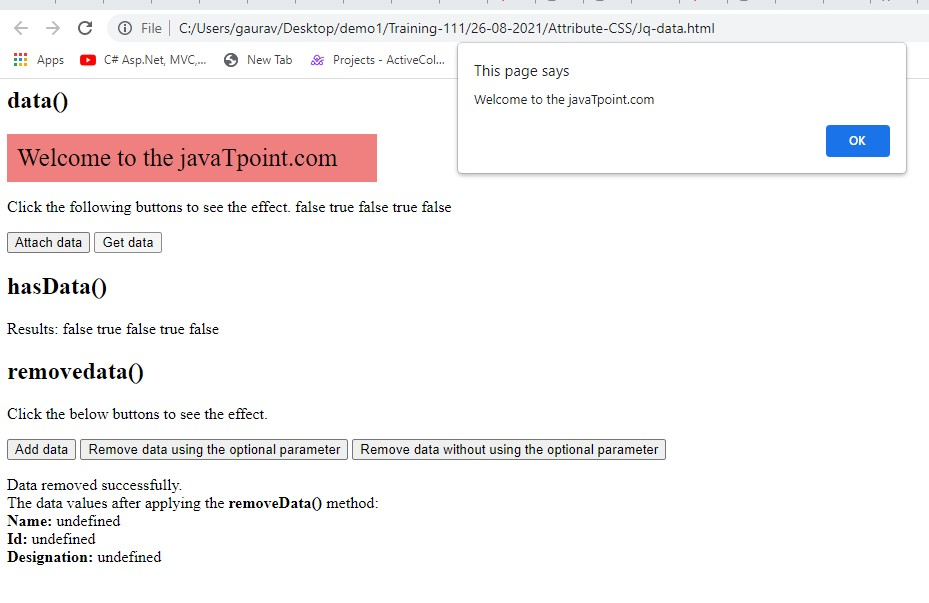 File C:/Users/gaurav/Desktop/demo1/Training-111/26-08-2021/Attribute-CSS/Jq-data.html
Apps C# Asp.Net, MVC,... New Tab Projects - ActiveCol...
This page says
Welcome to the javaTpoint.com
OK
data()
Welcome to the javaTpoint.com
Click the following buttons to see the effect. false true false true false
Attach data Get data
hasData()
Results: false true false true false
removedata()
Click the below buttons to see the effect.
Add data Remove data using the optional parameter Remove data without using the optional parameter
Data removed successfully.
The data values after applying the removeData() method:
Name: undefined
Id: undefined
Designation: undefined